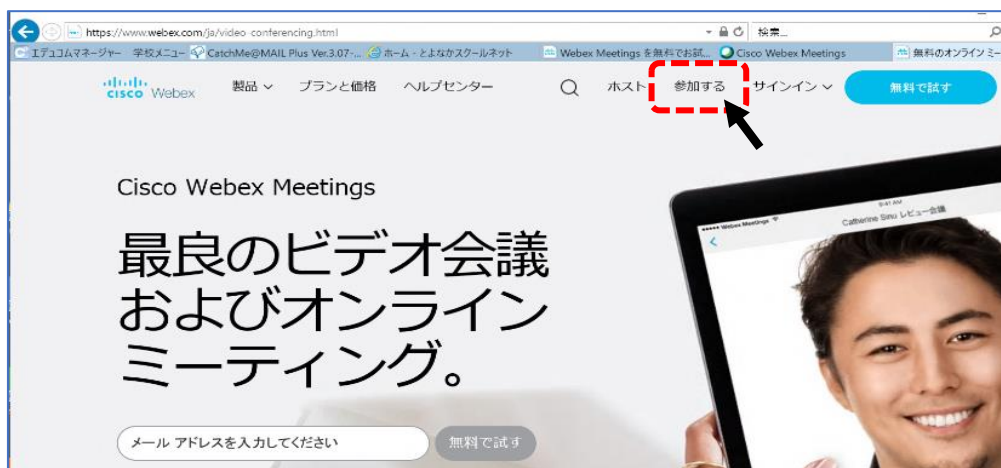 https://www.webex.com/ja/video-conferencing.html
検索...
エデュコムマネージャー 学校メニュー CatchMe@MAIL Plus Ver.3.07-... ホーム - とよなかスクールネット Webex Meetings を無料でお試... Cisco Webex Meetings 無料のオンライン ミー
CISCO Webex 製品 プランと価格 ヘルプセンター ホスト 参加する サインイン 無料で試す
Cisco Webex Meetings
最良のビデオ会議
およびオンライン
ミーティング。
メール アドレスを入力してください 無料で試す
Webex Meetings 9:41 AM
Catherine Sinu レビュー会議